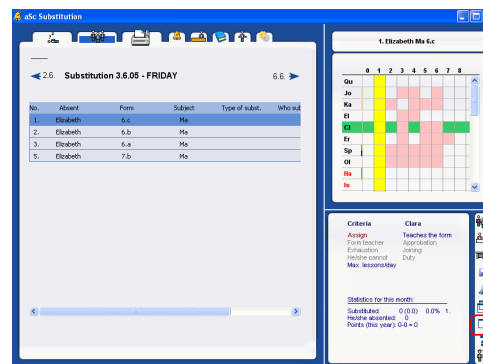 aSc Substitution
2.6. Substitution 3.6.05 - FRIDAY 6.6.
No. Absent Form Subject Type of subst. Who sub
1. Elizabeth 6.c Ma
2. Elizabeth 6.b Ma
3. Elizabeth 6.a Ma
5. Elizabeth 7.b Ma
1. Elizabeth Ma 6.c
0 1 2 3 4 5 6 7 8
Qu
Jo
Ka
El
Cl
Er
Sp
Ol
Ha
In
Criteria Clara
Assign Teaches the form
Form teacher Approbation
Exhaustion Joining
He/she cannot Duty
Max. lessons/day
Statistics for this month:
Substituted: 0 (0.0) 0.0% 1.
He/she absented: 0
Points (this year): 0-0 = 0